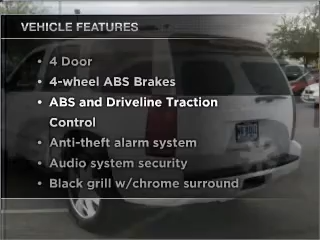 VEHICLE FEATURES
• 4 Door
• 4-wheel ABS Brakes
• ABS and Driveline Traction
Control
• Anti-theft alarm system
• Audio system security
• Black grill w/chrome surround